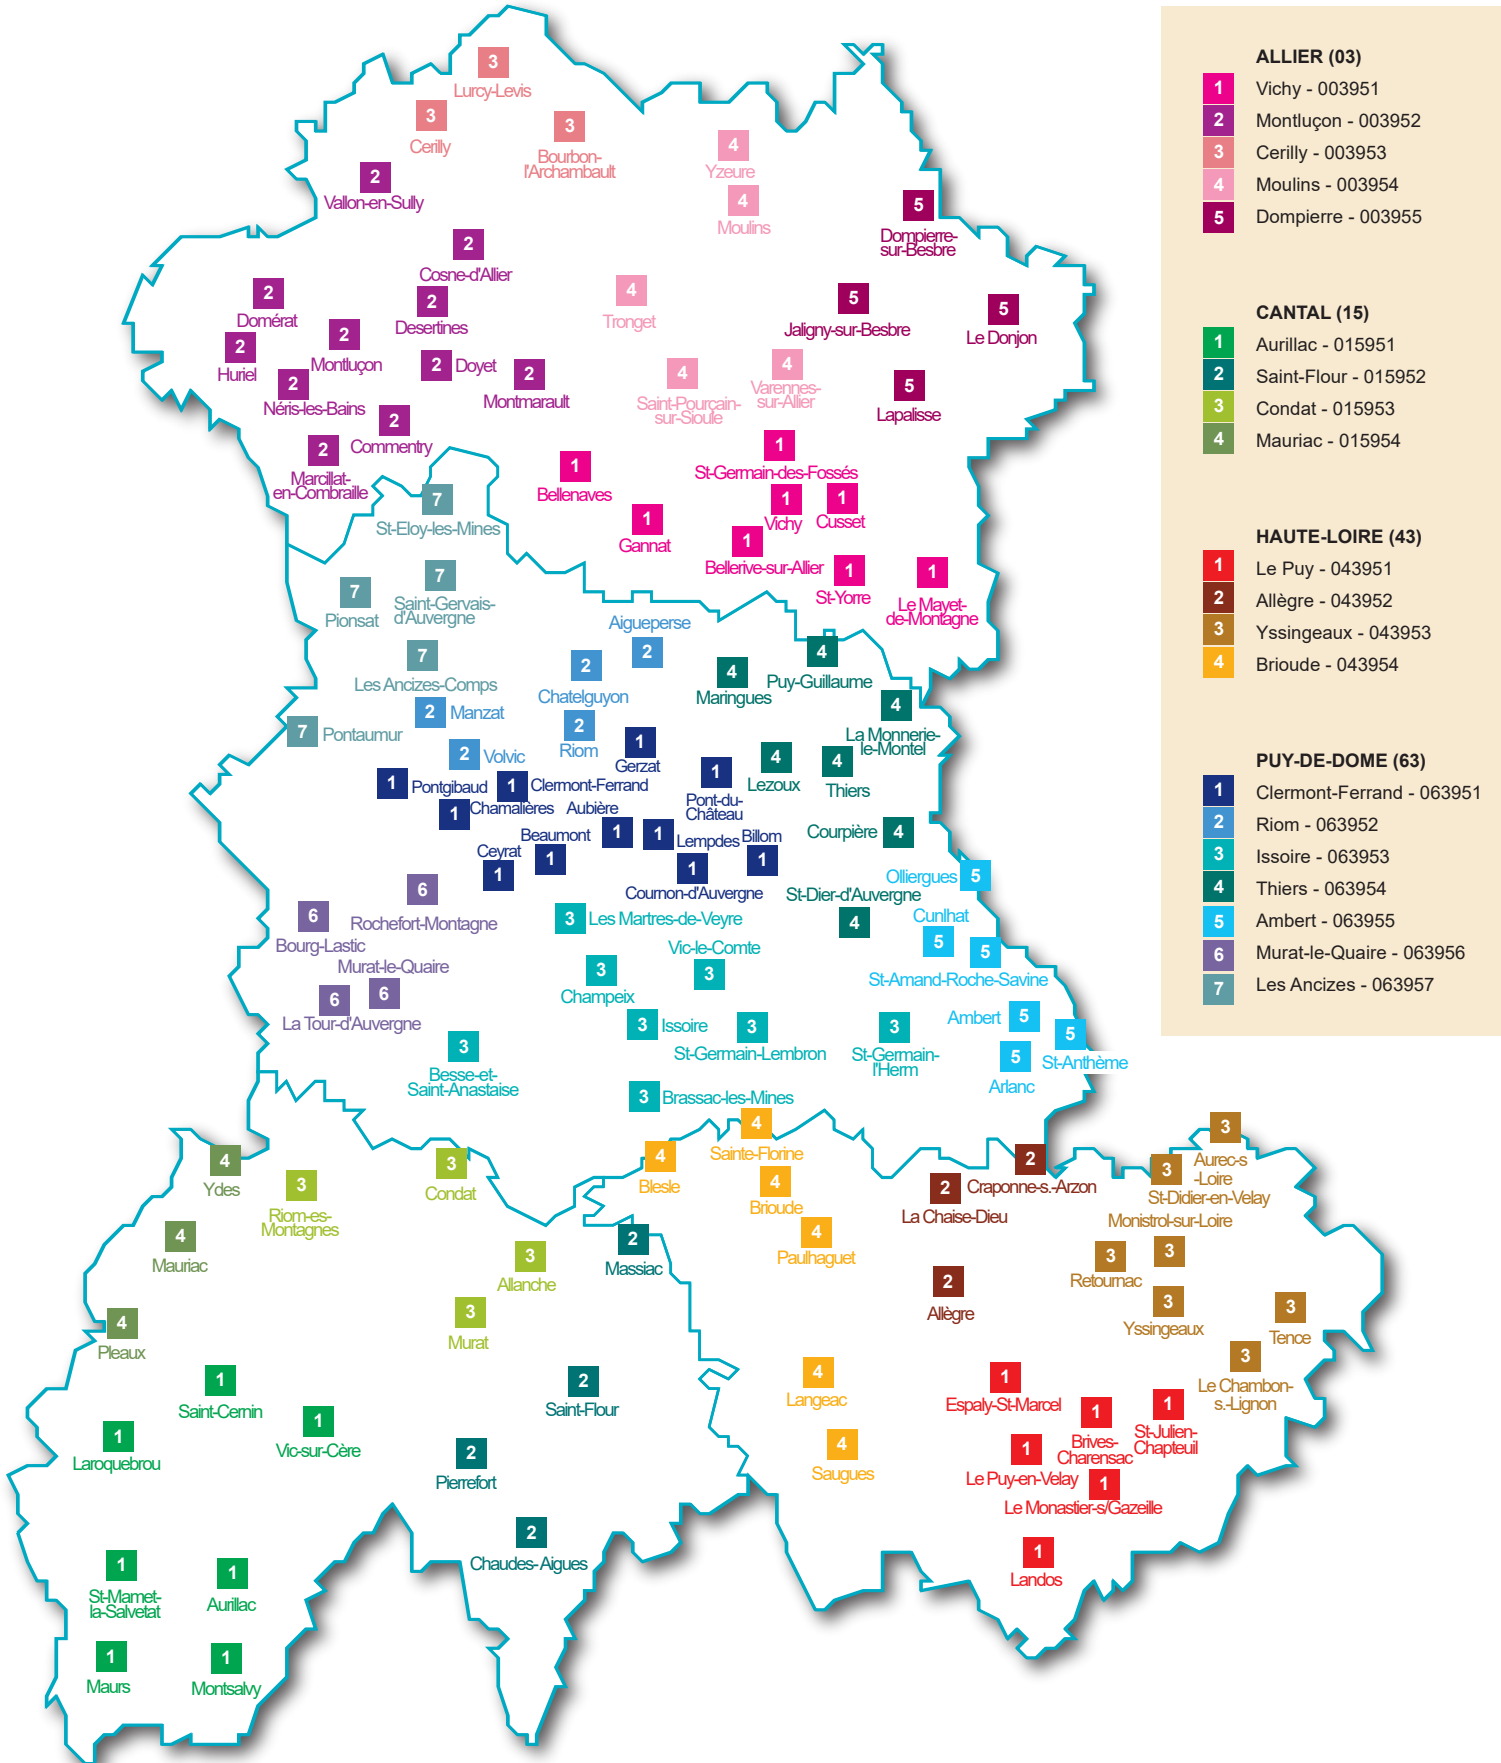 3
Lurcy-Levis
3
Cerilly
3
Bourbon-
l'Archambault
4
Yzeure
2
Vallon-en-Sully
4
Moulins
5
Dompierre-
sur-Besbre
2
Cosne-d'Allier
2
Domérat
2
Desertines
4
Tronget
5
Jaligny-sur-Besbre
5
Le Donjon
2
Huriel
2
Montluçon
2 Doyet
2
Montmarault
4
Saint-Pourçain-
sur-Sioule
4
Varennes-
sur-Allier
5
Lapalisse
2
Néris-les-Bains
2
Commentry
2
Marcillat-
en-Combraille
1
Bellenaves
1
St-Germain-des-Fossés
7
St-Eloy-les-Mines
1
Vichy
1
Cusset
1
Gannat
1
Bellerive-sur-Allier
1
St-Yorre
1
Le Mayet-
de-Montagne
7
Pionsat
7
Saint-Gervais-
d'Auvergne
Aigueperse
2
7
Les Ancizes-Comps
2
Chatelguyon
4
Maringues
4
Puy-Guillaume
2 Manzat
4
La Monnerie-
le-Montel
7 Pontaumur
2
Riom
2 Volvic
1
Gerzat
1
Pont-du-
Château
4
Lezoux
4
Thiers
1 Pontgibaud
1 Clermont-Ferrand
1 Chamalières
Aubière
1
Beaumont
1
1 Lempdes
Billom
1
Courpière 4
Ceyrat
1
1
Cournon-d'Auvergne
Olliergues 5
6
Rochefort-Montagne
St-Dier-d'Auvergne
4
6
Bourg-Lastic
3 Les Martres-de-Veyre
Cunlhat
5
5
St-Amand-Roche-Savine
Vic-le-Comte
3
Murat-le-Quaire
6
3
Champeix
6
La Tour-d'Auvergne
3 Issoire
3
St-Germain-Lembron
3
St-Germain-
l'Herm
Ambert 5
5
St-Anthème
5
Arlanc
3
Besse-et-
Saint-Anastaise
3 Brassac-les-Mines
4
Sainte-Florine
4
Ydes
3
Riom-es-
Montagnes
3
Condat
4
Blesle
4
Brioude
2
Craponne-s.-Arzon
2
La Chaise-Dieu
3
Aurec-s
-Loire
3
St-Didier-en-Velay
Monistrol-sur-Loire
3
4
Mauriac
3
Allanche
2
Massiac
4
Paulhaguet
2
Allègre
3
Retournac
3
Yssingeaux
3
Tence
4
Pleaux
3
Murat
3
Le Chambon-
s.-Lignon
1
Saint-Cernin
2
Saint-Flour
4
Langeac
1
Espaly-St-Marcel
1
Brives-
Charensac
1
St-Julien-
Chapteuil
1
Laroquebrou
1
Vic-sur-Cère
2
Pierrefort
4
Saugues
1
Le Puy-en-Velay
1
Le Monastier-s/Gazeille
2
Chaudes-Aigues
1
Landos
1
St-Mamet-
la-Salvetat
1
Aurillac
1
Maurs
1
Montsalvy
ALLIER (03)
1 Vichy - 003951
2 Montluçon - 003952
3 Cerilly - 003953
4 Moulins - 003954
5 Dompierre - 003955
CANTAL (15)
1 Aurillac - 015951
2 Saint-Flour - 015952
3 Condat - 015953
4 Mauriac - 015954
HAUTE-LOIRE (43)
1 Le Puy - 043951
2 Allègre - 043952
3 Yssingeaux - 043953
4 Brioude - 043954
PUY-DE-DOME (63)
1 Clermont-Ferrand - 063951
2 Riom - 063952
3 Issoire - 063953
4 Thiers - 063954
5 Ambert - 063955
6 Murat-le-Quaire - 063956
7 Les Ancizes - 063957